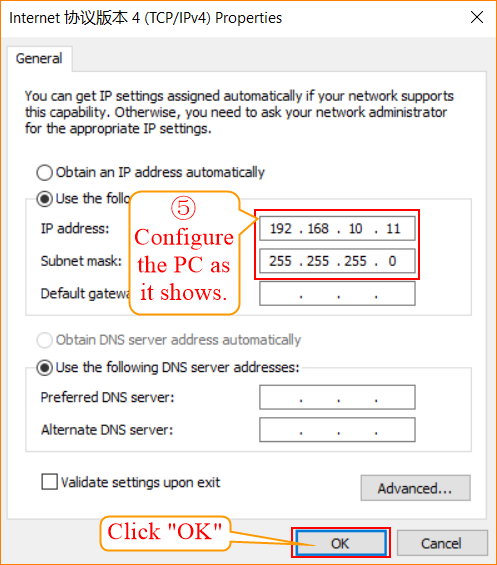 Internet 协议版本 4 (TCP/IPv4) Properties
General
You can get IP settings assigned automatically if your network supports
this capability. Otherwise, you need to ask your network administrator
for the appropriate IP settings.
Obtain an IP address automatically
Use the follo
⑤
Configure
the PC as
it shows.
IP address: 192 . 168 . 10 . 11
Subnet mask: 255 . 255 . 255 . 0
Default gatewa . . .
Obtain DNS server address automatically
Use the following DNS server addresses:
Preferred DNS server: . . .
Alternate DNS server: . . .
Validate settings upon exit
Advanced...
Click "OK"
OK Cancel